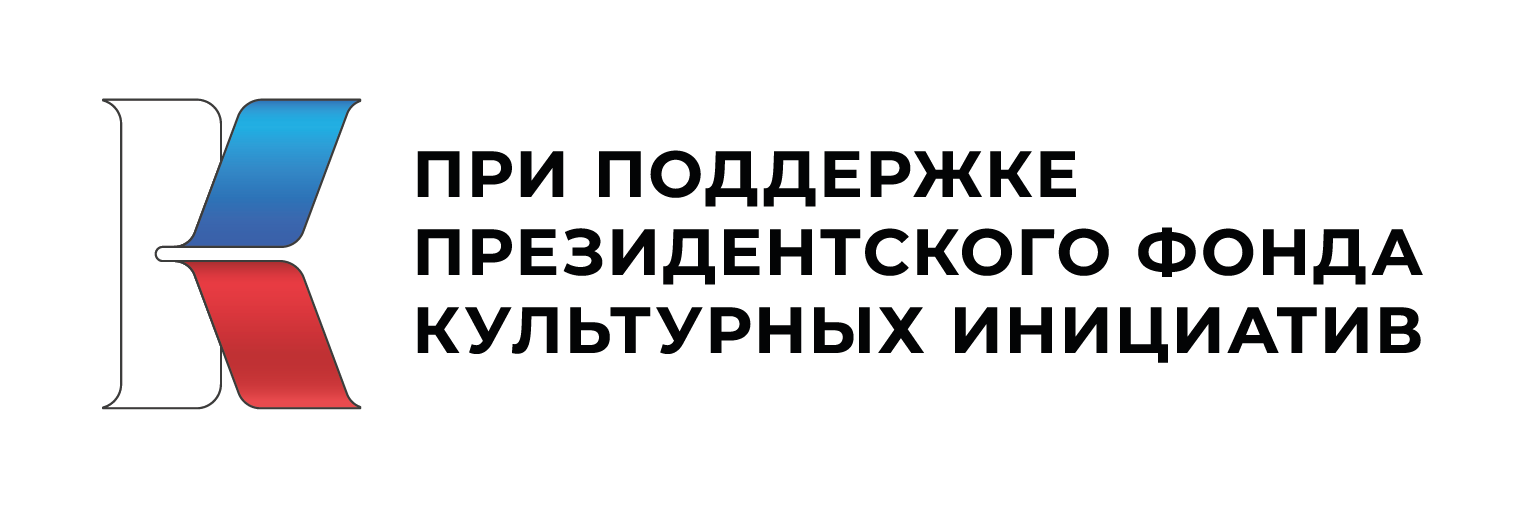 ПРИ ПОДДЕРЖКЕ
ПРЕЗИДЕНТСКОГО ФОНДА
КУЛЬТУРНЫХ ИНИЦИАТИВ